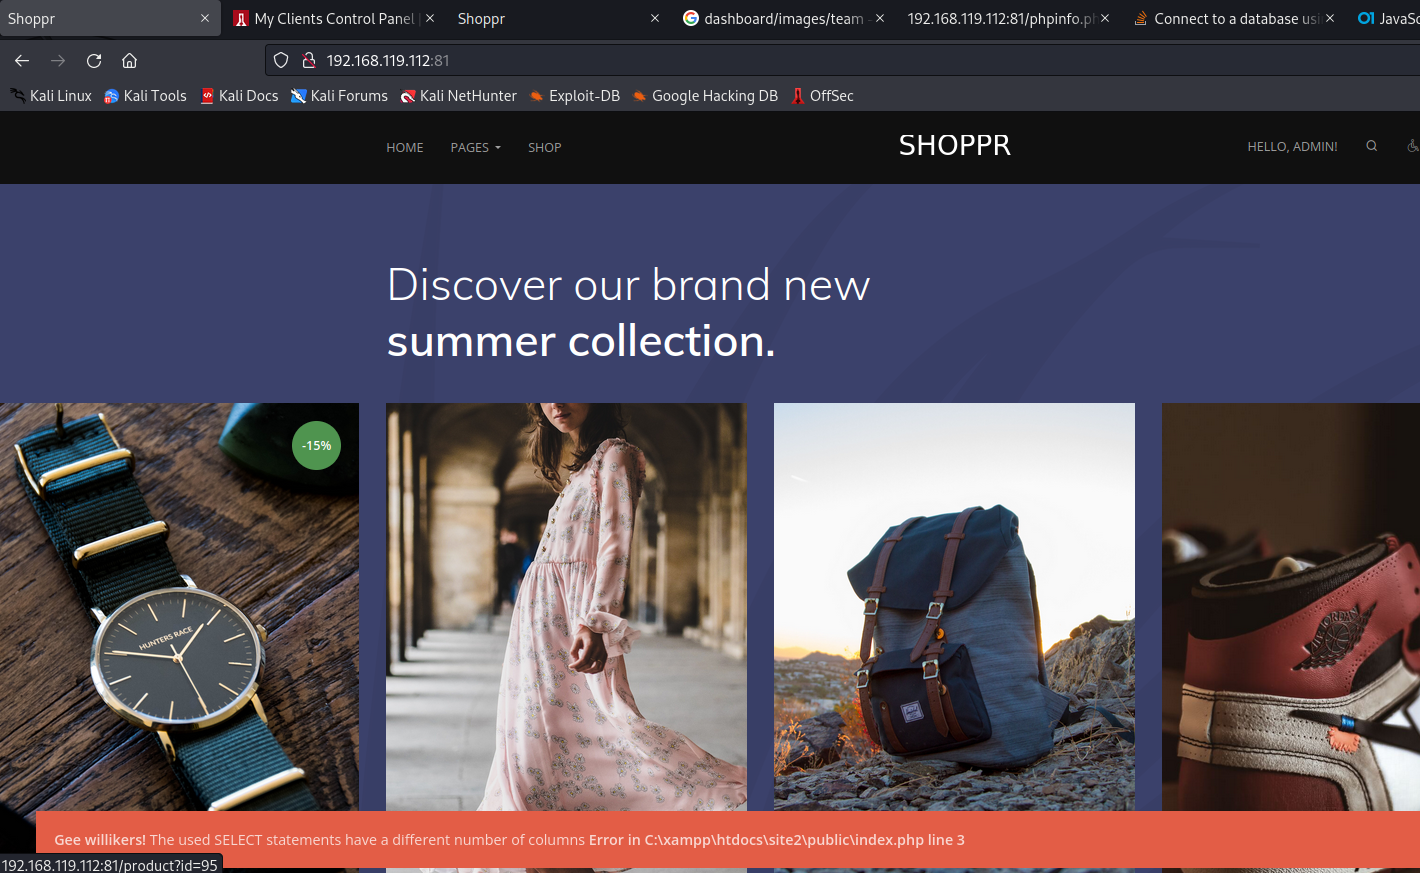 Shoppr
My Clients Control Panel
Shoppr
dashboard/images/team
192.168.119.112:81/phpinfo.ph
Connect to a database usi
JavaSc
192.168.119.112:81
Kali Linux
Kali Tools
Kali Docs
Kali Forums
Kali NetHunter
Exploit-DB
Google Hacking DB
OffSec
HOME
PAGES
SHOP
SHOPPR
HELLO, ADMIN!
Discover our brand new
summer collection.
-15%
HUNTERS RACE
Gee willikers! The used SELECT statements have a different number of columns Error in C:\xampp\htdocs\site2\public\index.php line 3
192.168.119.112:81/product?id=95